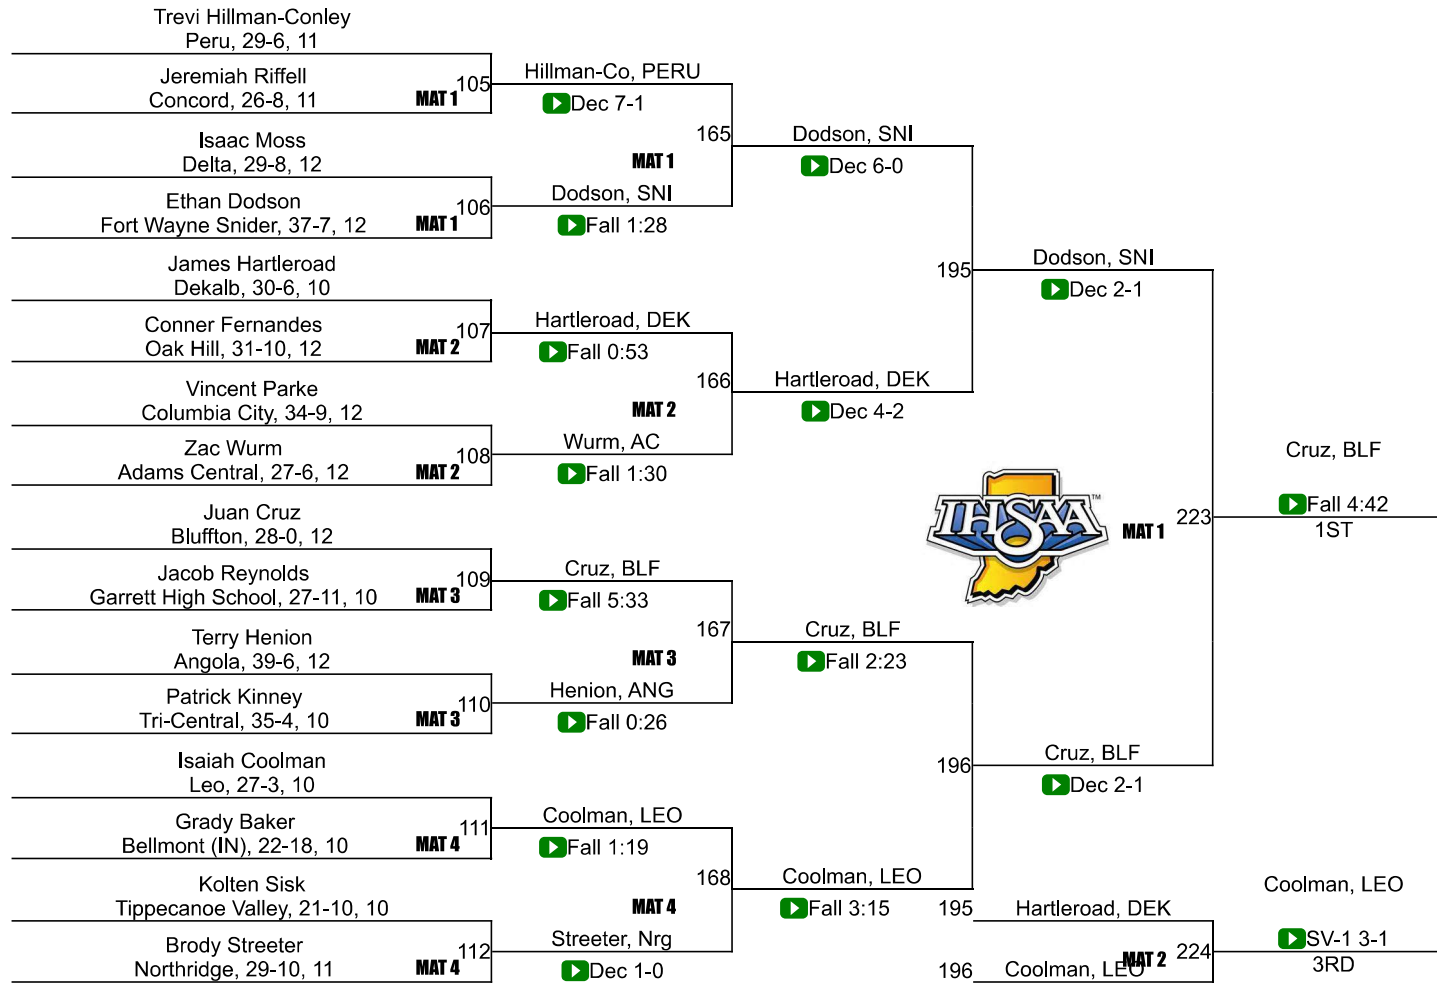 Trevi Hillman-Conley
Peru, 29-6, 11
Jeremiah Riffell
Concord, 26-8, 11
MAT 1
105
Hillman-Co, PERU
Dec 7-1
Isaac Moss
Delta, 29-8, 12
Ethan Dodson
Fort Wayne Snider, 37-7, 12
MAT 1
106
Dodson, SNI
Fall 1:28
165
MAT 1
Dodson, SNI
Dec 6-0
James Hartleroad
Dekalb, 30-6, 10
Conner Fernandes
Oak Hill, 31-10, 12
MAT 2
107
Hartleroad, DEK
Fall 0:53
Vincent Parke
Columbia City, 34-9, 12
Zac Wurm
Adams Central, 27-6, 12
MAT 2
108
Wurm, AC
Fall 1:30
166
MAT 2
Hartleroad, DEK
Dec 4-2
195
Dodson, SNI
Dec 2-1
Juan Cruz
Bluffton, 28-0, 12
Jacob Reynolds
Garrett High School, 27-11, 10
MAT 3
109
Cruz, BLF
Fall 5:33
Terry Henion
Angola, 39-6, 12
Patrick Kinney
Tri-Central, 35-4, 10
MAT 3
110
Henion, ANG
Fall 0:26
167
MAT 3
Cruz, BLF
Fall 2:23
Isaiah Coolman
Leo, 27-3, 10
Grady Baker
Bellmont (IN), 22-18, 10
MAT 4
111
Coolman, LEO
Fall 1:19
Kolten Sisk
Tippecanoe Valley, 21-10, 10
Brody Streeter
Northridge, 29-10, 11
MAT 4
112
Streeter, Nrg
Dec 1-0
168
MAT 4
Coolman, LEO
Fall 3:15
196
Cruz, BLF
Dec 2-1
IHSAA
TM
MAT 1
223
Cruz, BLF
Fall 4:42
1ST
195
Hartleroad, DEK
196
Coolman, LEO
MAT 2
224
Coolman, LEO
SV-1 3-1
3RD